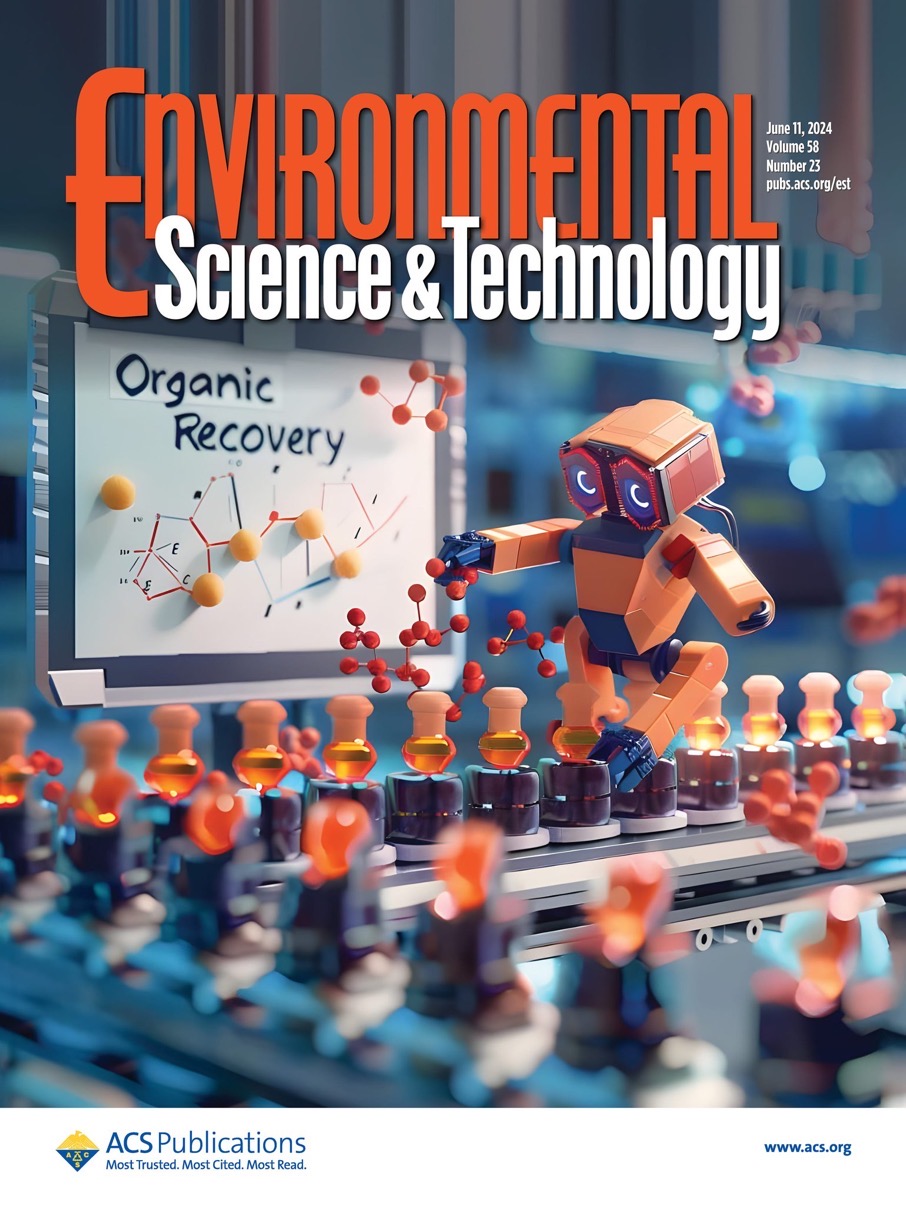 Environmental
Science & Technology
June 11, 2024
Volume 58
Number 23
pubs.acs.org/est
Organic
Recovery
E
E
C
ACS Publications
Most Trusted. Most Cited. Most Read.
www.acs.org